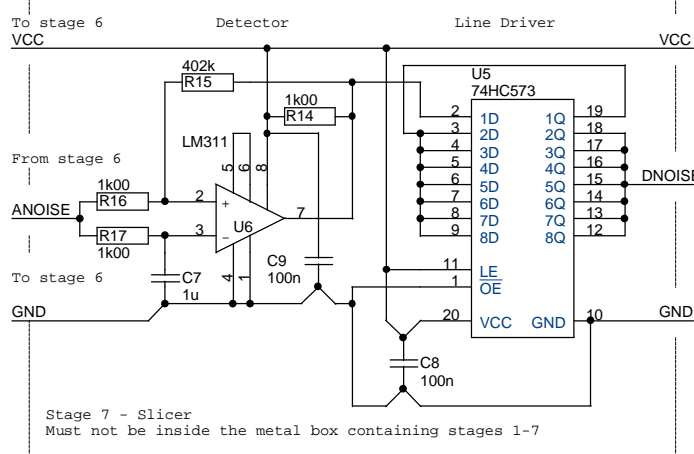 To stage 6
Detector
Line Driver
VCC
VCC
402k
R15
U5
74HC573
1k00
R14
LM311
5
6
8
2
1D
1Q
19
3
2D
2Q
18
4
3D
3Q
17
5
4D
4Q
16
6
5D
5Q
15
7
6D
6Q
14
8
7D
7Q
13
9
8D
8Q
12
DNOISE
From stage 6
1k00
R16
2
+
ANOISE
U6
7
R17
3
−
1k00
To stage 6
C7
1u
4
1
C9
100n
11
LE
1
OE
GND
20
VCC
GND
10
GND
C8
100n
Stage 7 - Slicer
Must not be inside the metal box containing stages 1-7